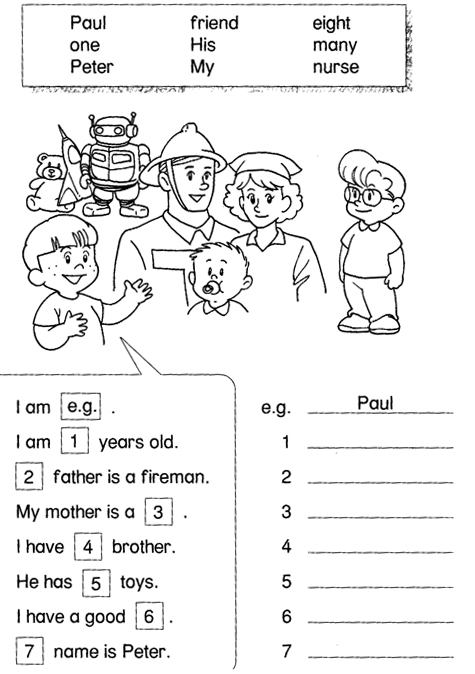 Paul friend eight
one His many
Peter My nurse
I am e.g. .
I am 1 years old.
2 father is a fireman.
My mother is a 3 .
I have 4 brother.
He has 5 toys.
I have a good 6 .
7 name is Peter.
e.g. Paul
1
2
3
4
5
6
7